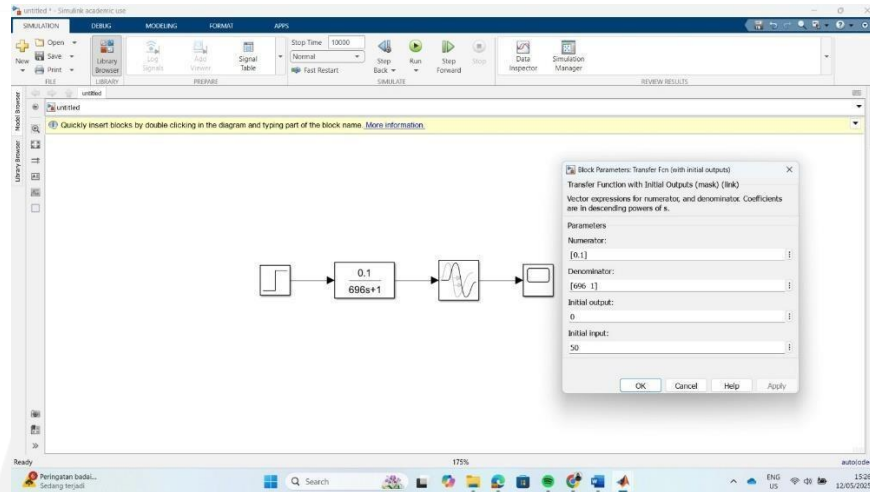 untitled * - Simulink academic use
SIMULATION DEBUG MODELING FORMAT APPS
New
Open
Save
Print
FILE
Library Browser
LIBRARY
Log Signals
Add Viewer
Signal Table
PREPARE
Stop Time 10000
Normal
Fast Restart
Step Back
Run
Step Forward
Stop
SIMULATE
Data Inspector
Simulation Manager
REVIEW RESULTS
Model Browser
Library Browser
untitled
untitled
Quickly insert blocks by double clicking in the diagram and typing part of the block name. More information.
0.1
696s+1
Block Parameters: Transfer Fcn (with initial outputs)
Transfer Function with Initial Outputs (mask) (link)
Vector expressions for numerator, and denominator. Coefficients
are in descending powers of s.
Parameters
Numerator:
[0.1]
Denominator:
[696 1]
Initial output:
0
Initial input:
50
OK Cancel Help Apply
Ready 175%
Peringatan badai...
Sedang terjadi
Search
ENG
US
15:26